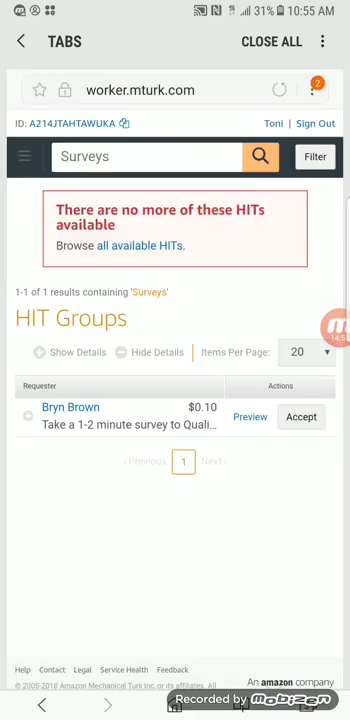 31% 10:55 AM
TABS
CLOSE ALL
worker.mturk.com
2
ID: A214JTAHTAWUKA
Toni | Sign Out
Surveys
Filter
There are no more of these HITs
available
Browse all available HITs.
1-1 of 1 results containing 'Surveys'
HIT Groups
Show Details
Hide Details
Items Per Page: 20
14:59
Requester
Actions
Bryn Brown
$0.10
Preview
Accept
Take a 1-2 minute survey to Quali...
‹ Previous 1 Next ›
Help Contact Legal Service Health Feedback
© 2005-2018 Amazon Mechanical Turk, Inc. or its affiliates. All
An amazon company
Recorded by mobizen